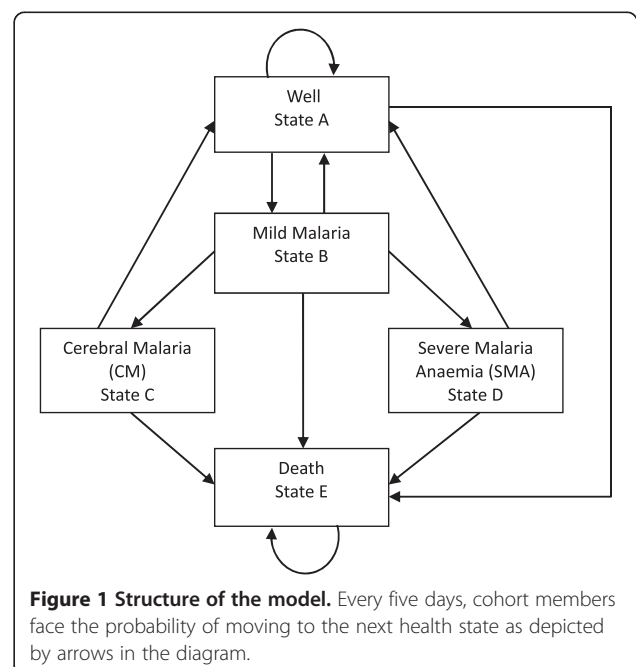 Well
State A
Mild Malaria
State B
Cerebral Malaria
(CM)
State C
Severe Malaria
Anaemia (SMA)
State D
Death
State E
Figure 1 Structure of the model. Every five days, cohort members
face the probability of moving to the next health state as depicted
by arrows in the diagram.